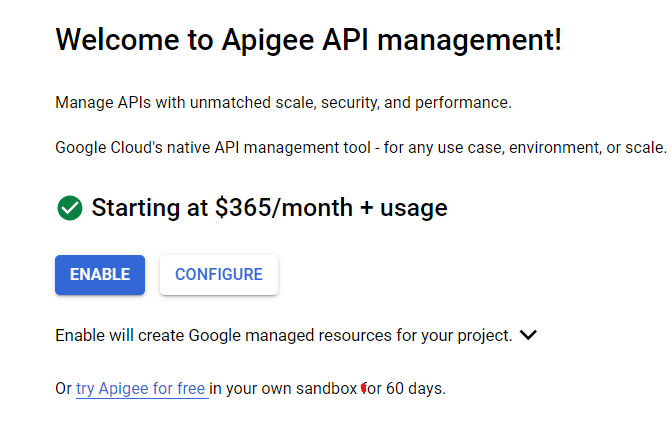 Welcome to Apigee API management!
Manage APIs with unmatched scale, security, and performance.
Google Cloud's native API management tool - for any use case, environment, or scale.
Starting at $365/month + usage
ENABLE CONFIGURE
Enable will create Google managed resources for your project.
Or try Apigee for free in your own sandbox for 60 days.